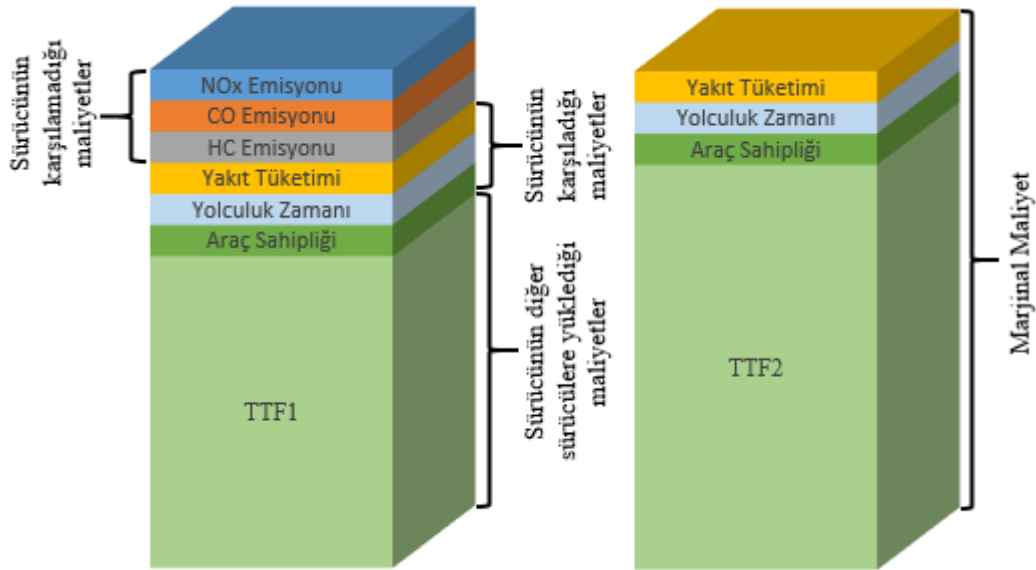 Sürücünün
karşılamadığı
maliyetler
NOx Emisyonu
CO Emisyonu
HC Emisyonu
Yakıt Tüketimi
Yolculuk Zamanı
Araç Sahipliği
TTF1
Sürücünün
karşıladığı
maliyetler
Sürücünün diğer
sürücülere yüklediği
maliyetler
Yakıt Tüketimi
Yolculuk Zamanı
Araç Sahipliği
TTF2
Marjinal Maliyet